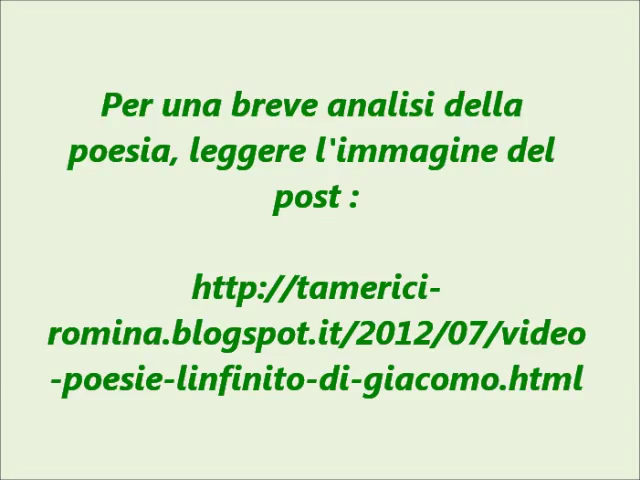 Per una breve analisi della
poesia, leggere l'immagine del
post :
http://tamerici-
romina.blogspot.it/2012/07/video
-poesie-linfinito-di-giacomo.html